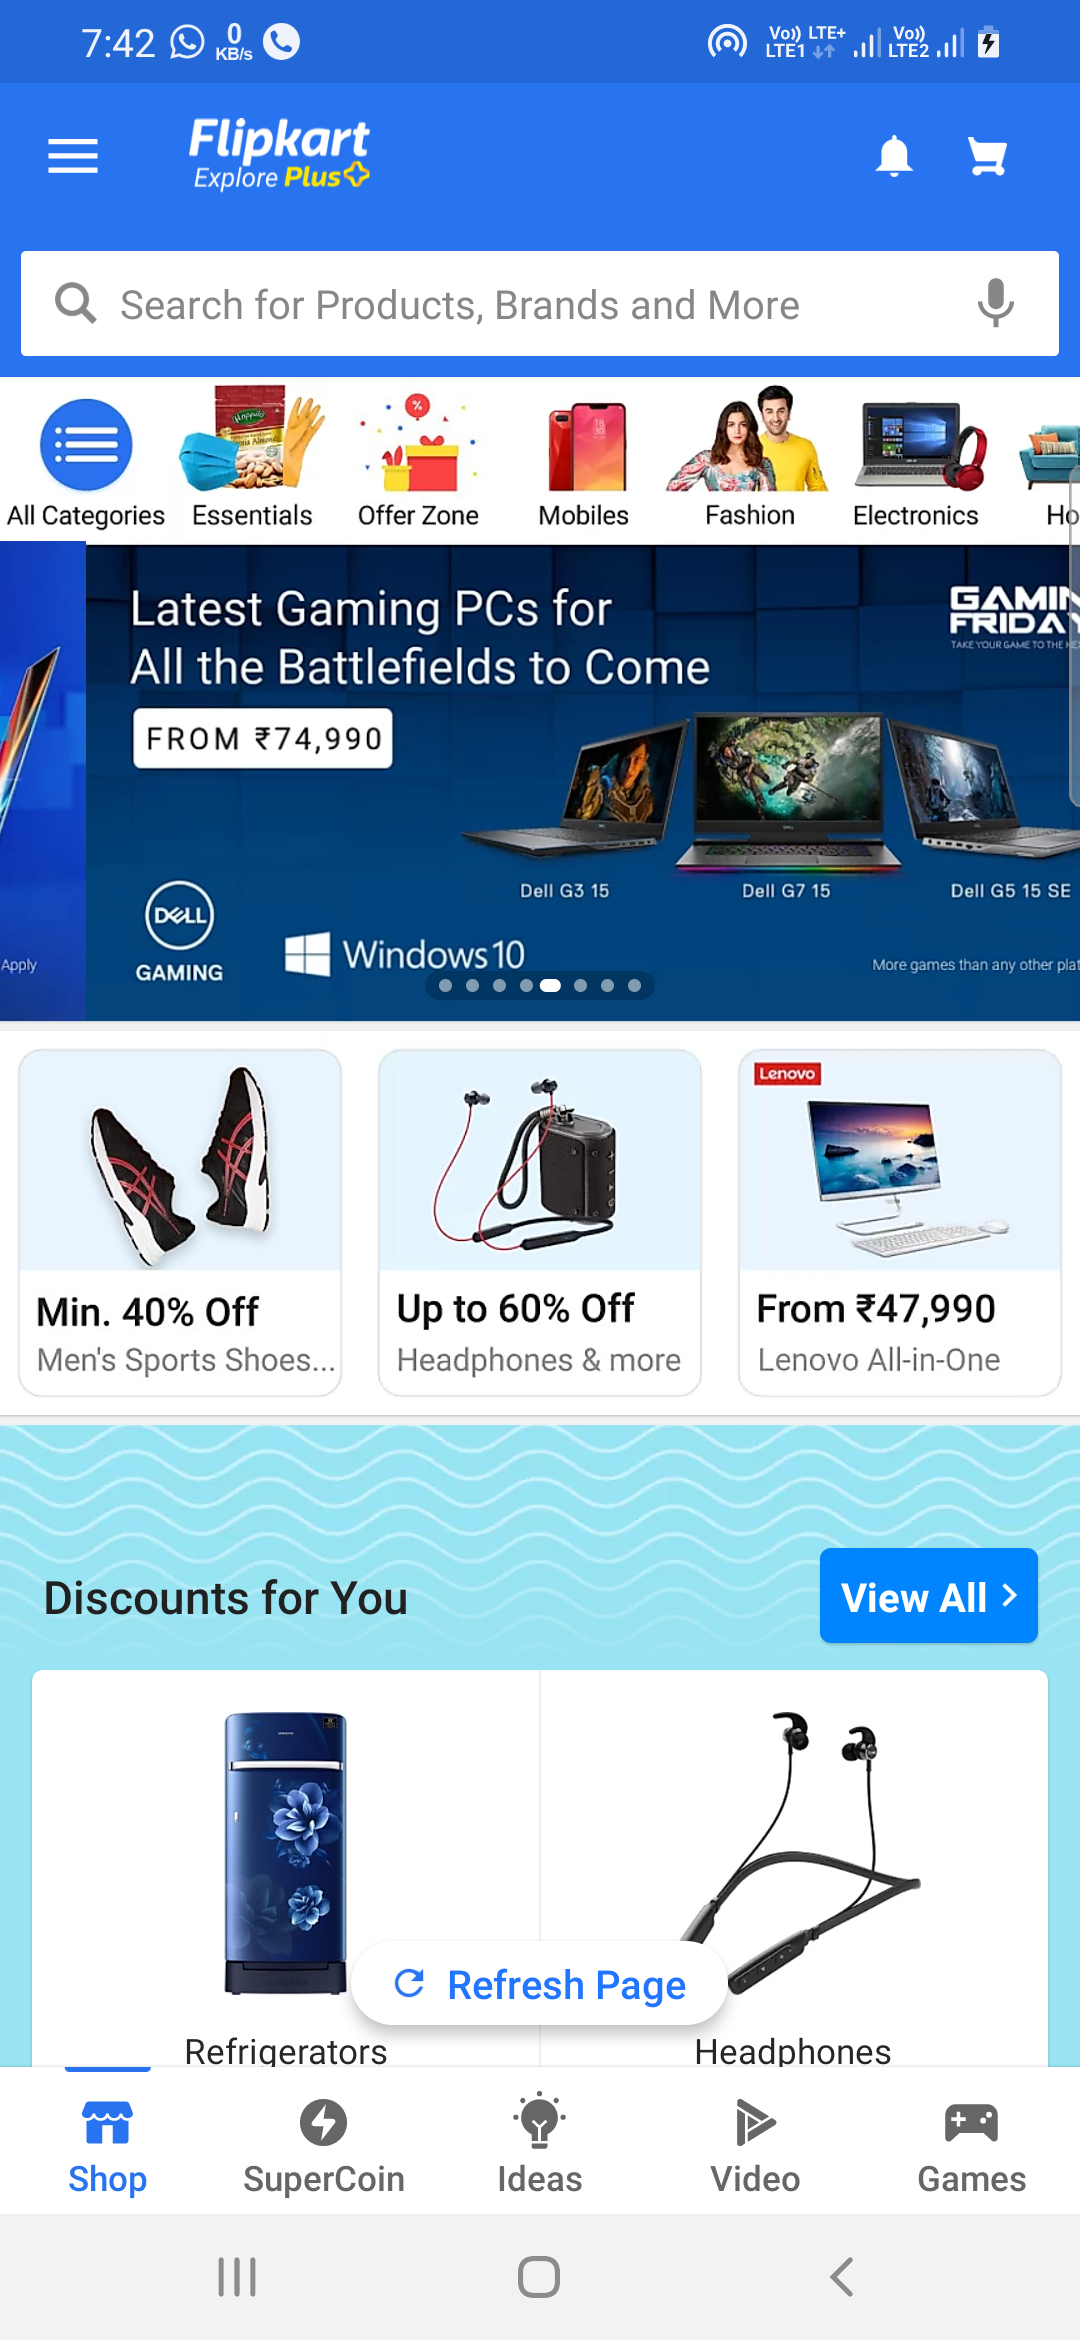 7:42 0 KB/s Vo)) LTE+ LTE1 Vo)) LTE2
Flipkart
Explore Plus
Search for Products, Brands and More
All Categories Essentials Offer Zone Mobiles Fashion Electronics Ho
Latest Gaming PCs for
All the Battlefields to Come
FROM ₹74,990
GAMIN
FRIDAY
TAKE YOUR GAME TO THE NE
Dell G3 15 Dell G7 15 Dell G5 15 SE
DELL
GAMING
Windows 10
Apply
More games than any other plat
Lenovo
Min. 40% Off
Men's Sports Shoes...
Up to 60% Off
Headphones & more
From ₹47,990
Lenovo All-in-One
Discounts for You
View All
Refresh Page
Refrigerators Headphones
Shop SuperCoin Ideas Video Games